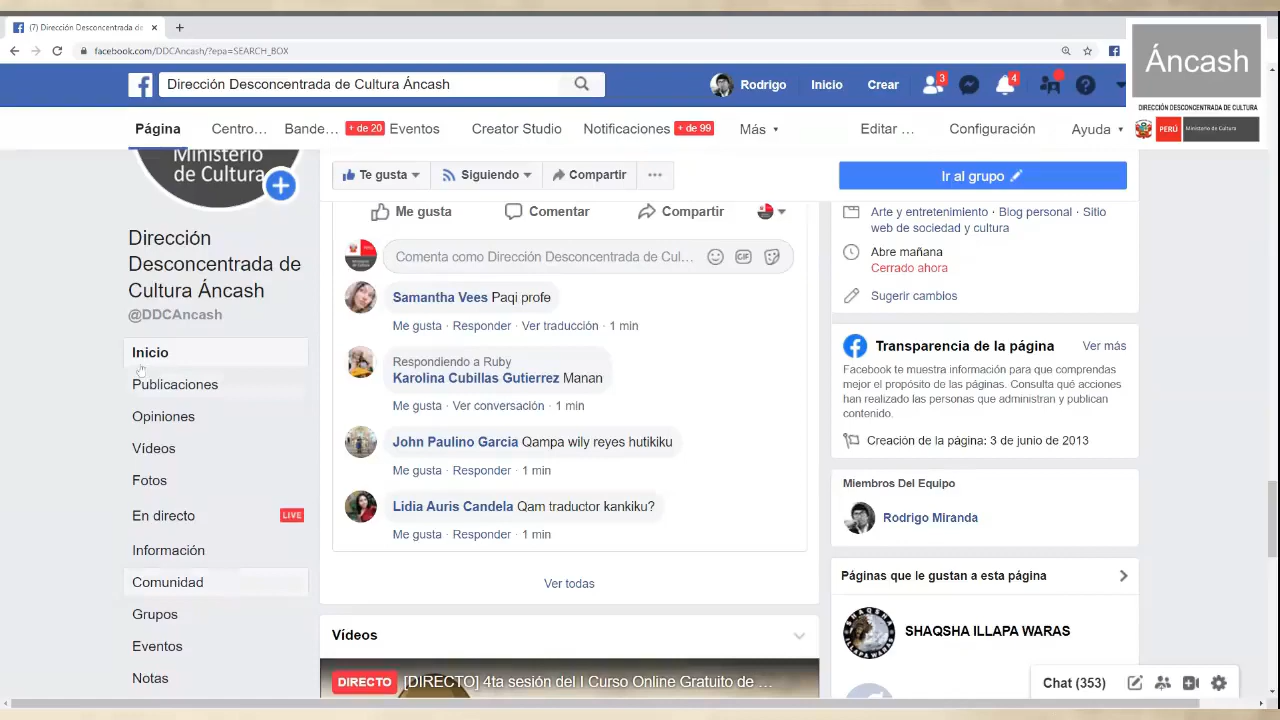 (7) Dirección Desconcentrada de
facebook.com/DDCAncash/?epa=SEARCH_BOX
Áncash
DIRECCIÓN DESCONCENTRADA DE CULTURA
PERÚ Ministerio de Cultura
Dirección Desconcentrada de Cultura Áncash
Rodrigo Inicio Crear 3 4
Página Centro... Bande... + de 20 Eventos Creator Studio Notificaciones + de 99 Más Editar ... Configuración Ayuda
Ministerio
de Cultura
Te gusta Siguiendo Compartir ...
Ir al grupo
Dirección
Desconcentrada de
Cultura Áncash
@DDCAncash
Inicio
Publicaciones
Opiniones
Vídeos
Fotos
En directo LIVE
Información
Comunidad
Grupos
Eventos
Notas
Me gusta Comentar Compartir
Comenta como Dirección Desconcentrada de Cul... GIF
Samantha Vees Paqi profe
Me gusta · Responder · Ver traducción · 1 min
Respondiendo a Ruby
Karolina Cubillas Gutierrez Manan
Me gusta · Ver conversación · 1 min
John Paulino Garcia Qampa wily reyes hutikiku
Me gusta · Responder · 1 min
Lidia Auris Candela Qam traductor kankiku?
Me gusta · Responder · 1 min
Ver todas
Vídeos
DIRECTO [DIRECTO] 4ta sesión del I Curso Online Gratuito de ...
Arte y entretenimiento · Blog personal · Sitio
web de sociedad y cultura
Abre mañana
Cerrado ahora
Sugerir cambios
Transparencia de la página Ver más
Facebook te muestra información para que comprendas
mejor el propósito de las páginas. Consulta qué acciones
han realizado las personas que administran y publican
contenido.
Creación de la página: 3 de junio de 2013
Miembros Del Equipo
Rodrigo Miranda
Páginas que le gustan a esta página
SHAQSHA ILLAPA WARAS
Chat (353)